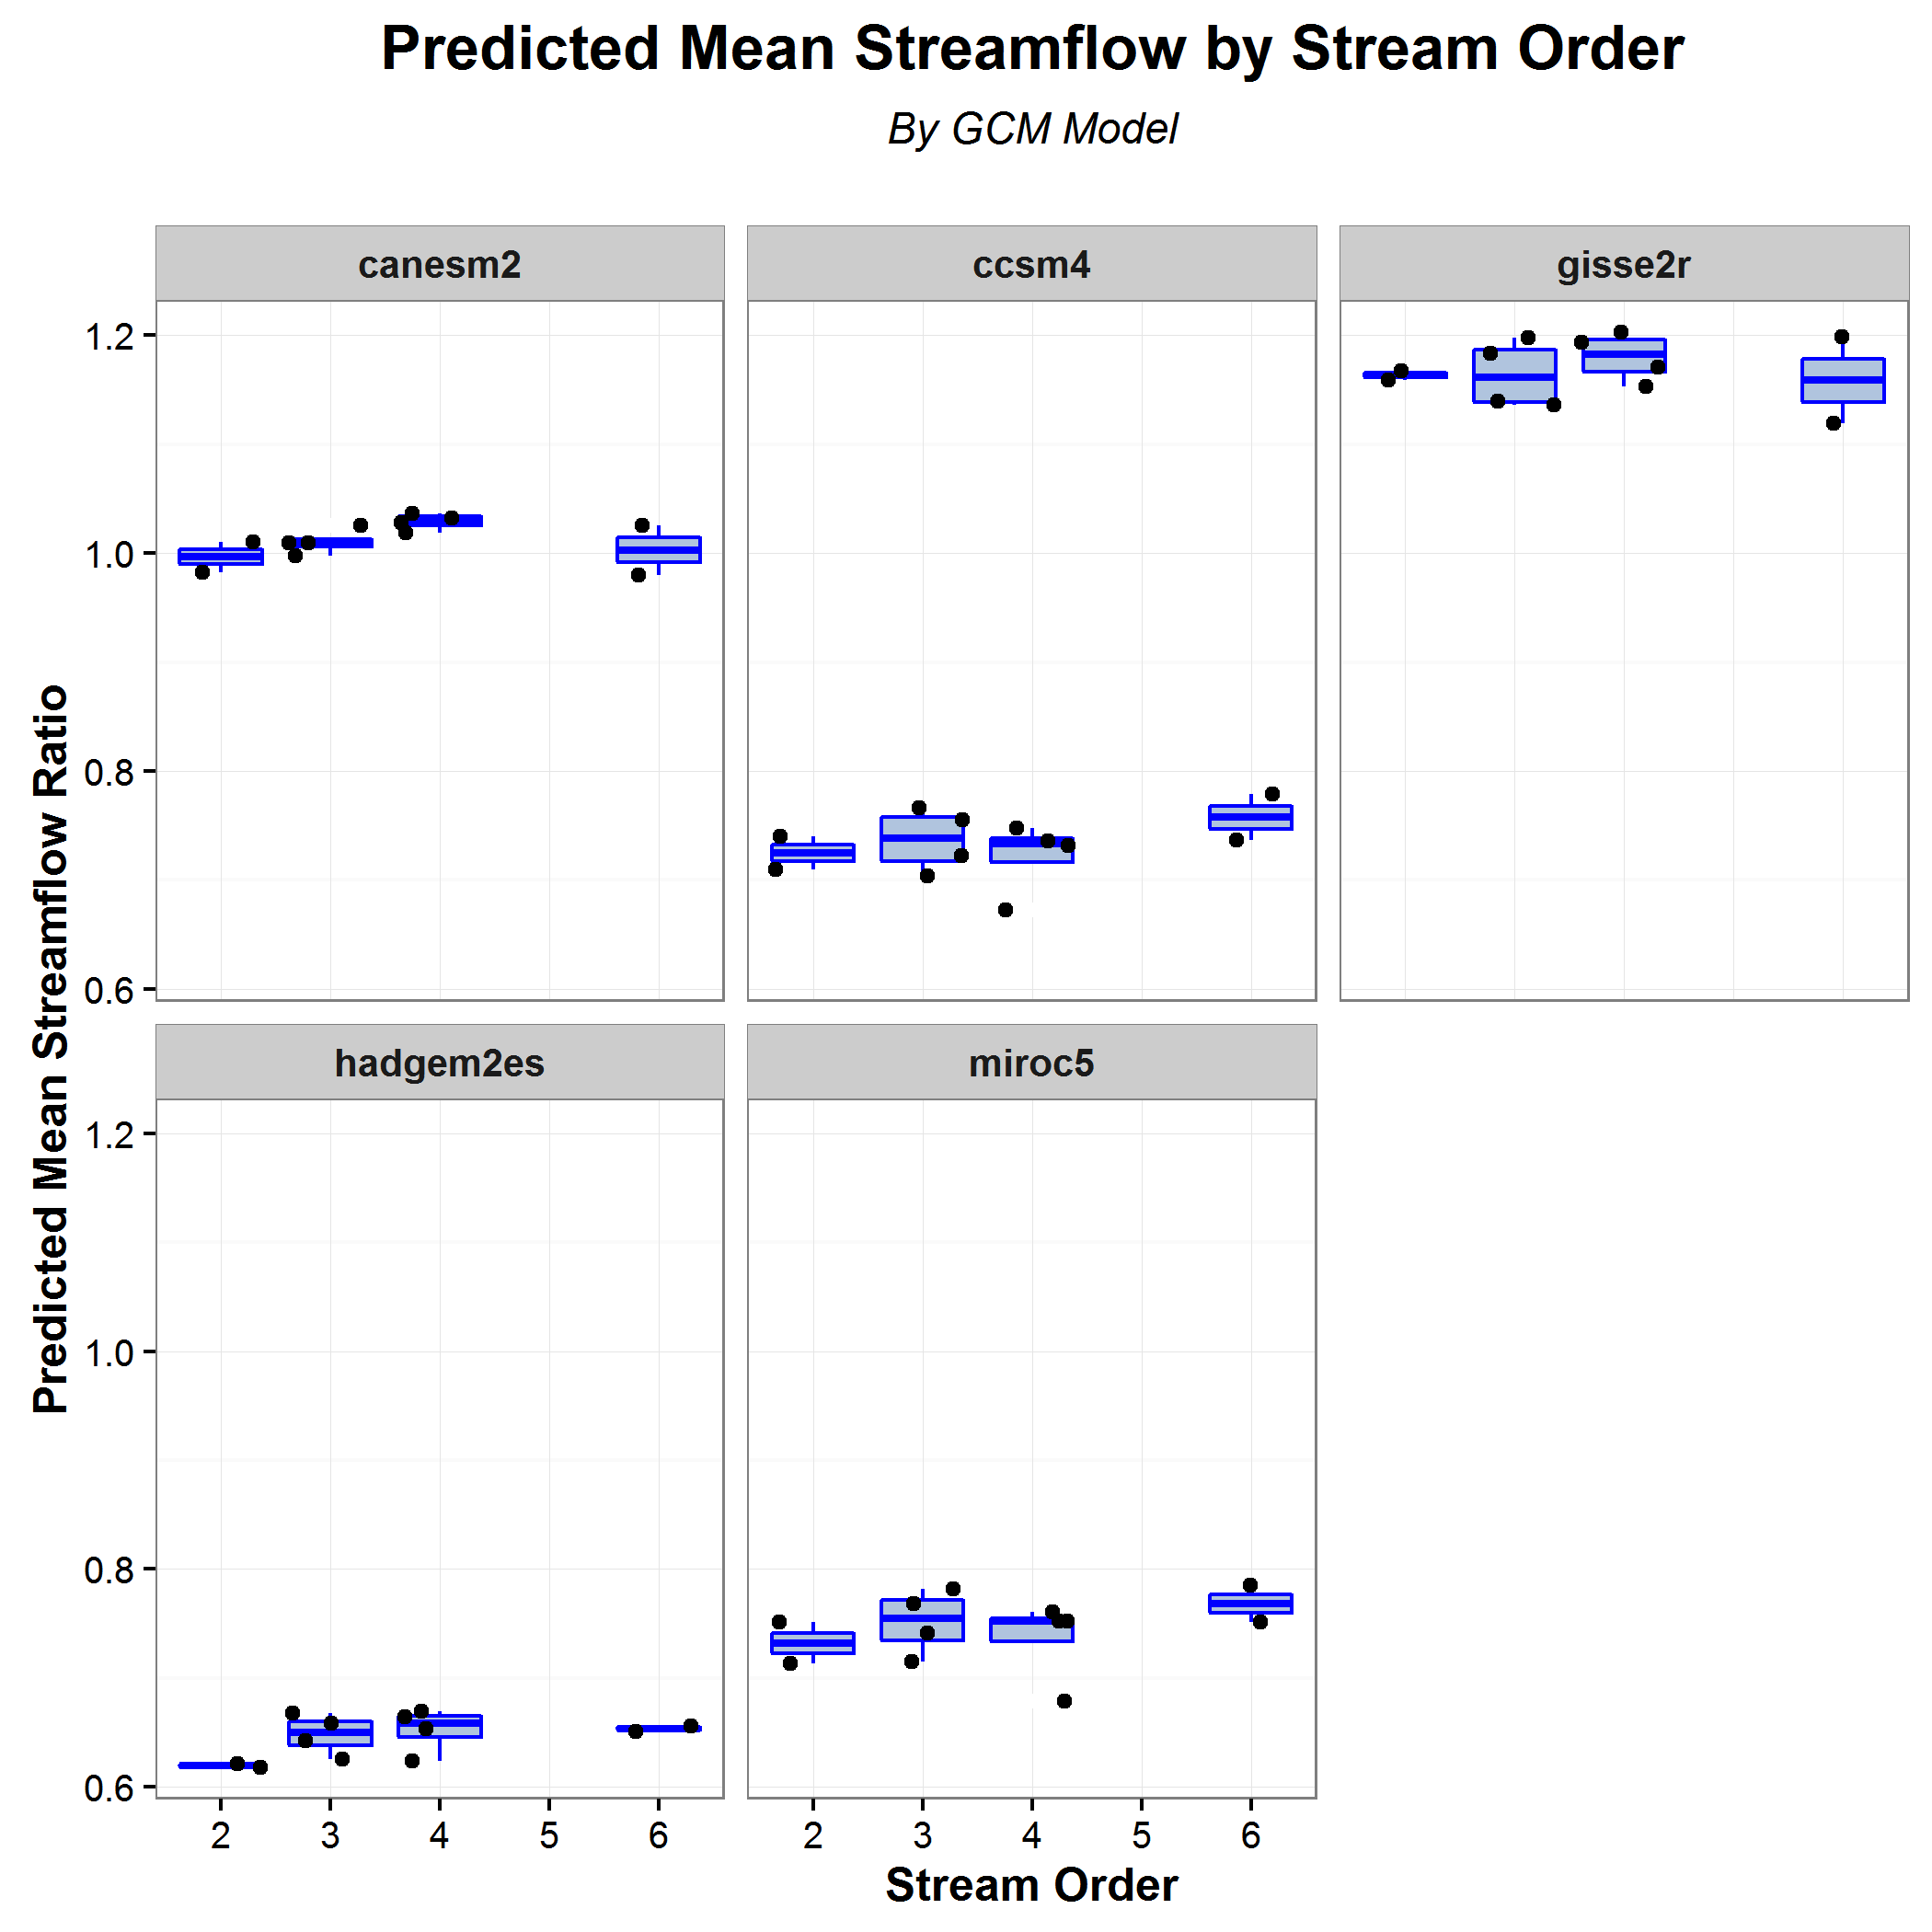 Predicted Mean Streamflow by Stream Order
By GCM Model
canesm2
ccsm4
gisse2r
1.2
1.0
0.8
0.6
hadgem2es
miroc5
1.2
1.0
0.8
0.6
2 3 4 5 6
2 3 4 5 6
Stream Order
Predicted Mean Streamflow Ratio